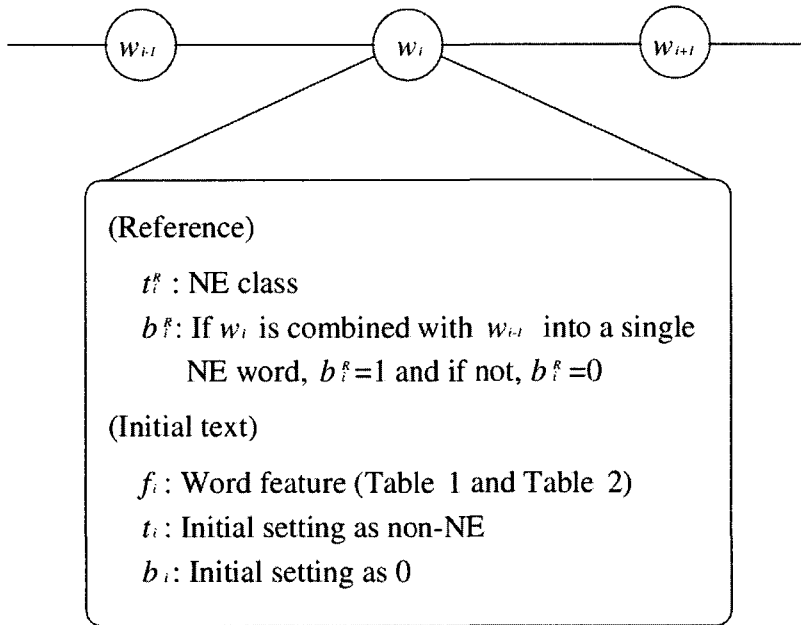 w_{i-1} w_i w_{i+1}
(Reference)
t_i^R : NE class
b_i^R: If w_i is combined with w_{i-1} into a single
NE word, b_i^R=1 and if not, b_i^R=0
(Initial text)
f_i : Word feature (Table 1 and Table 2)
t_i : Initial setting as non-NE
b_i : Initial setting as 0